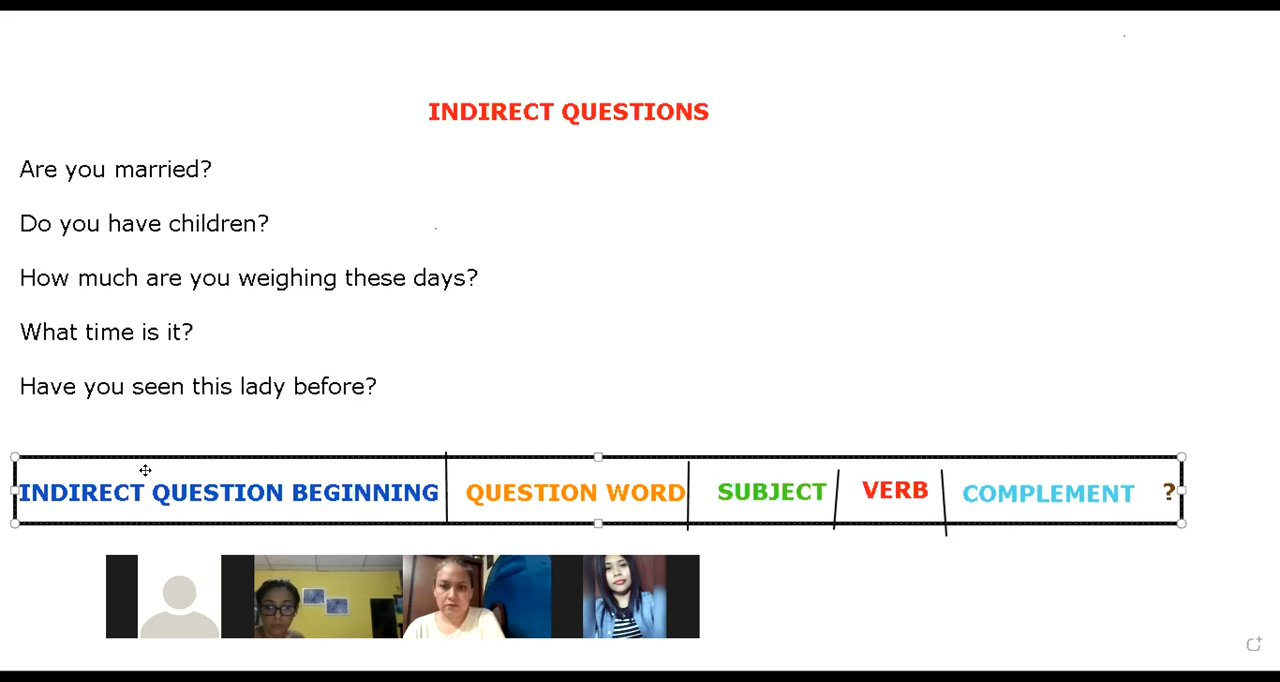 INDIRECT QUESTIONS
Are you married?
Do you have children?
How much are you weighing these days?
What time is it?
Have you seen this lady before?
INDIRECT QUESTION BEGINNING QUESTION WORD SUBJECT VERB COMPLEMENT ?